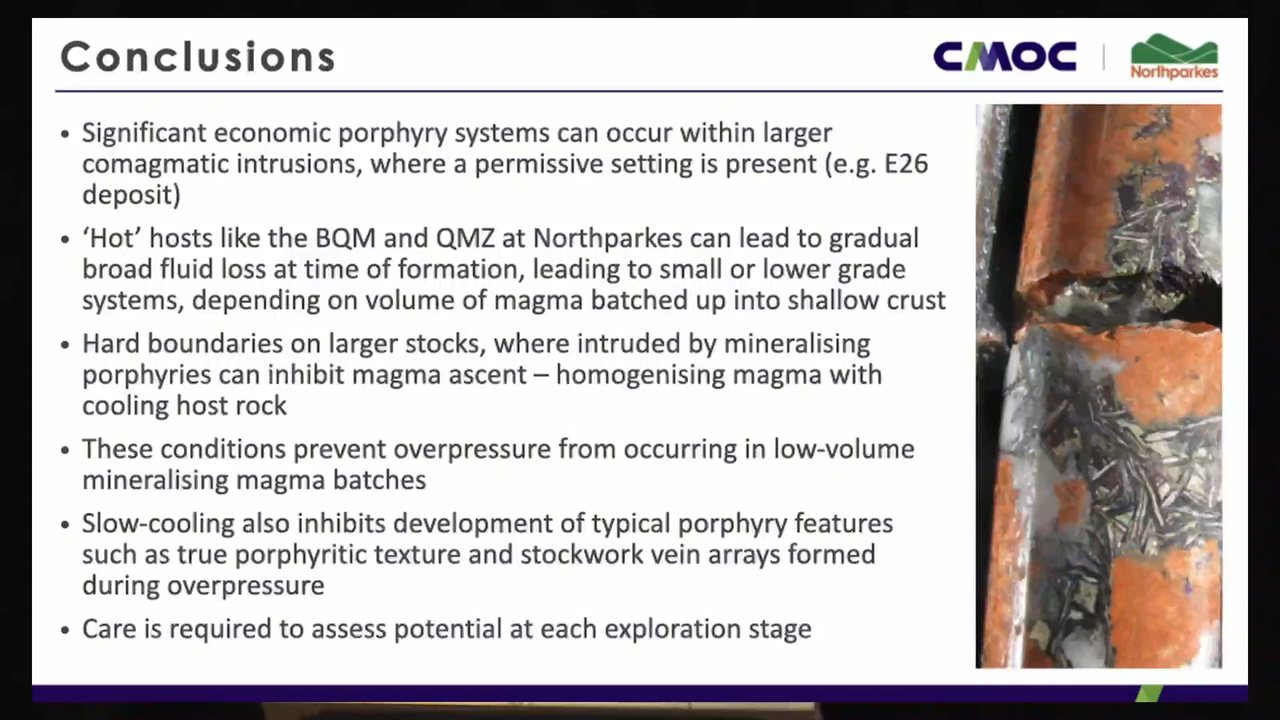 Conclusions
CMOC
Northparkes
• Significant economic porphyry systems can occur within larger
comagmatic intrusions, where a permissive setting is present (e.g. E26
deposit)
• ‘Hot’ hosts like the BQM and QMZ at Northparkes can lead to gradual
broad fluid loss at time of formation, leading to small or lower grade
systems, depending on volume of magma batched up into shallow crust
• Hard boundaries on larger stocks, where intruded by mineralising
porphyries can inhibit magma ascent – homogenising magma with
cooling host rock
• These conditions prevent overpressure from occurring in low-volume
mineralising magma batches
• Slow-cooling also inhibits development of typical porphyry features
such as true porphyritic texture and stockwork vein arrays formed
during overpressure
• Care is required to assess potential at each exploration stage